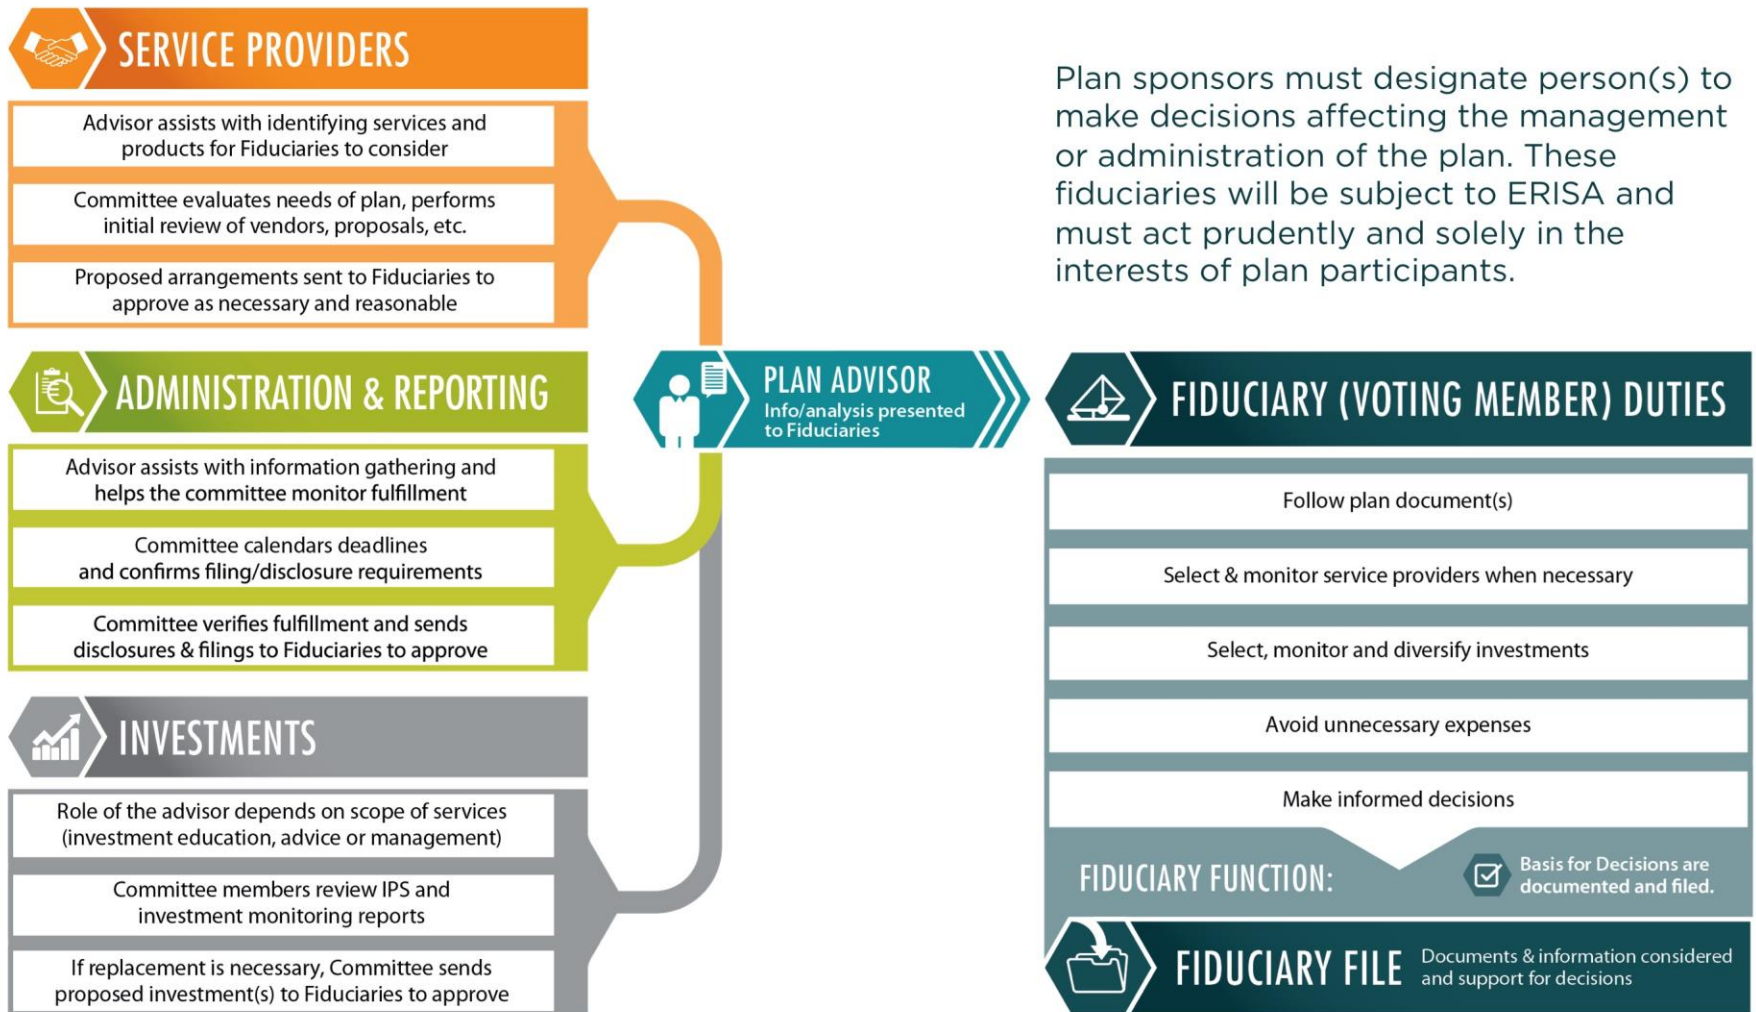 SERVICE PROVIDERS
Advisor assists with identifying services and
products for Fiduciaries to consider
Committee evaluates needs of plan, performs
initial review of vendors, proposals, etc.
Proposed arrangements sent to Fiduciaries to
approve as necessary and reasonable
Plan sponsors must designate person(s) to
make decisions affecting the management
or administration of the plan. These
fiduciaries will be subject to ERISA and
must act prudently and solely in the
interests of plan participants.
ADMINISTRATION & REPORTING
Advisor assists with information gathering and
helps the committee monitor fulfillment
Committee calendars deadlines
and confirms filing/disclosure requirements
Committee verifies fulfillment and sends
disclosures & filings to Fiduciaries to approve
INVESTMENTS
Role of the advisor depends on scope of services
(investment education, advice or management)
Committee members review IPS and
investment monitoring reports
If replacement is necessary, Committee sends
proposed investment(s) to Fiduciaries to approve
PLAN ADVISOR
Info/analysis presented
to Fiduciaries
FIDUCIARY (VOTING MEMBER) DUTIES
Follow plan document(s)
Select & monitor service providers when necessary
Select, monitor and diversify investments
Avoid unnecessary expenses
Make informed decisions
FIDUCIARY FUNCTION:
Basis for Decisions are
documented and filed.
FIDUCIARY FILE
Documents & information considered
and support for decisions